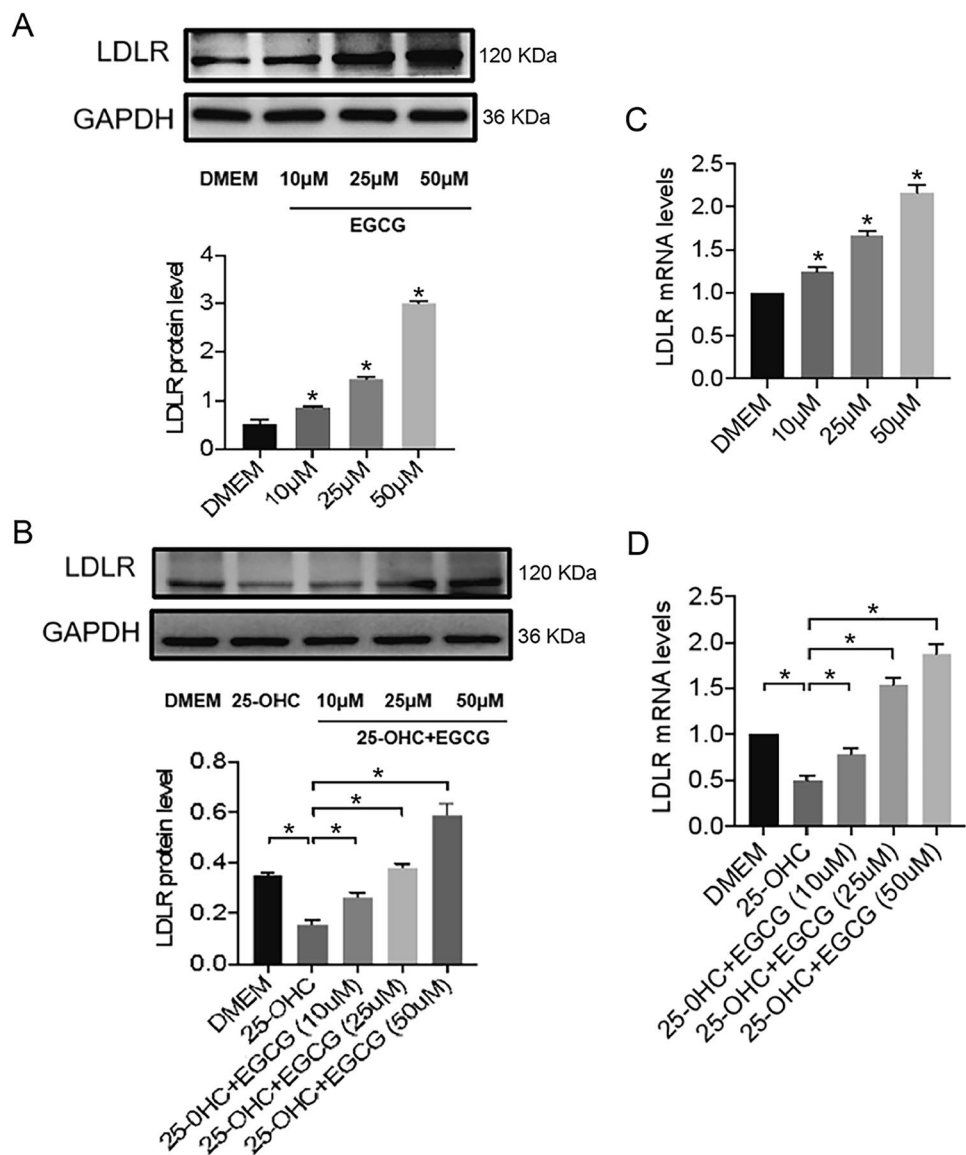 A
LDLR
120 KDa
GAPDH
36 KDa
DMEM 10µM 25µM 50µM
EGCG
LDLR protein level
4
3
2
1
0
*
*
*
DMEM
10µM
25µM
50µM
B
LDLR
120 KDa
GAPDH
36 KDa
DMEM 25-OHC 10µM 25µM 50µM
25-OHC+EGCG
LDLR protein level
0.8
0.6
0.4
0.2
0.0
*
*
*
*
DMEM
25-OHC
25-0HC+EGCG (10uM)
25-OHC+EGCG (25uM)
25-OHC+EGCG (50uM)
C
LDLR mRNA levels
2.5
2.0
1.5
1.0
0.5
0.0
*
*
*
DMEM
10µM
25µM
50µM
D
LDLR mRNA levels
2.5
2.0
1.5
1.0
0.5
0.0
*
*
*
*
DMEM
25-OHC
25-0HC+EGCG (10uM)
25-OHC+EGCG (25uM)
25-OHC+EGCG (50uM)